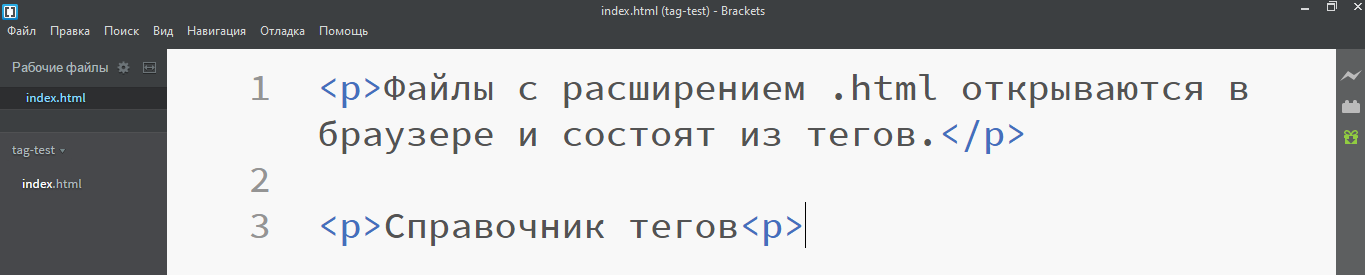 index.html (tag-test) - Brackets
Файл Правка Поиск Вид Навигация Отладка Помощь
Рабочие файлы
index.html
tag-test
index.html
1 <p>Файлы с расширением .html открываются в
браузере и состоят из тегов.</p>
2
3 <p>Справочник тегов<p>